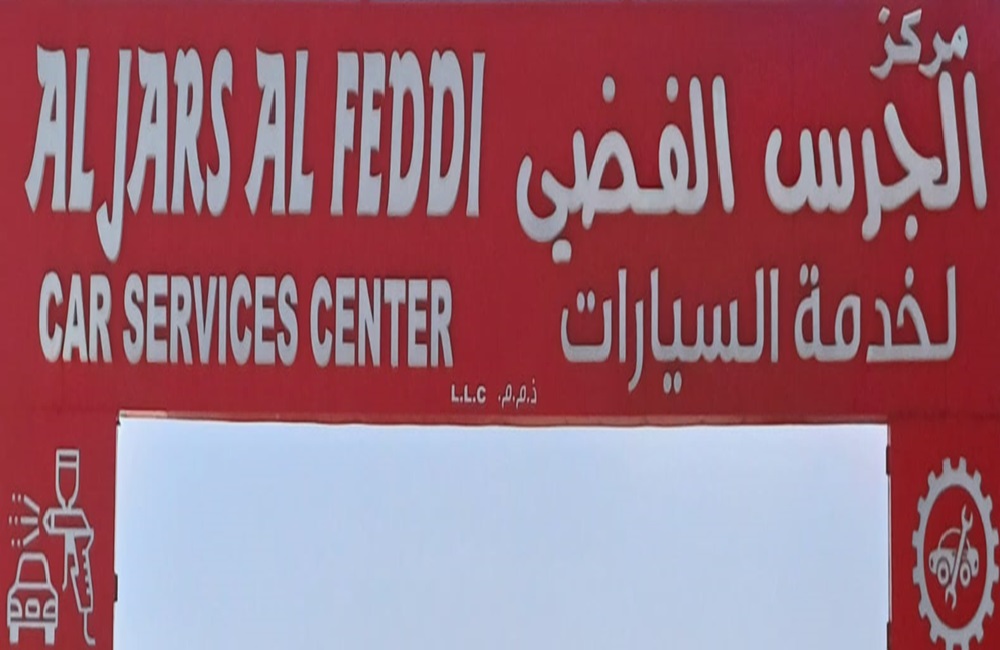 AL JARS AL FEDDI
مركز
الجرس الفضي
CAR SERVICES CENTER
لخدمة السيارات
L.L.C ذ.م.م.